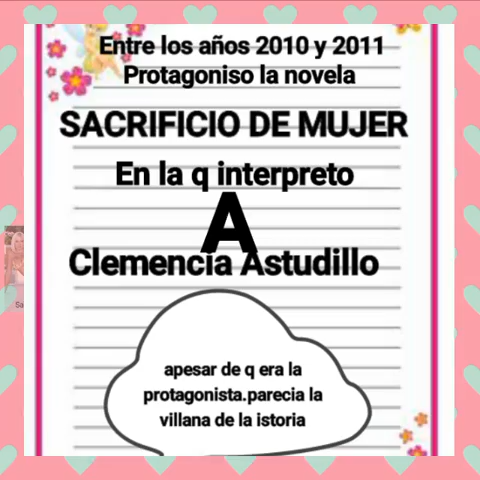 Entre los años 2010 y 2011
Protagoniso la novela
SACRIFICIO DE MUJER
En la q interpreto
A
Clemencia Astudillo
apesar de q era la
protagonista.parecia la
villana de la istoria